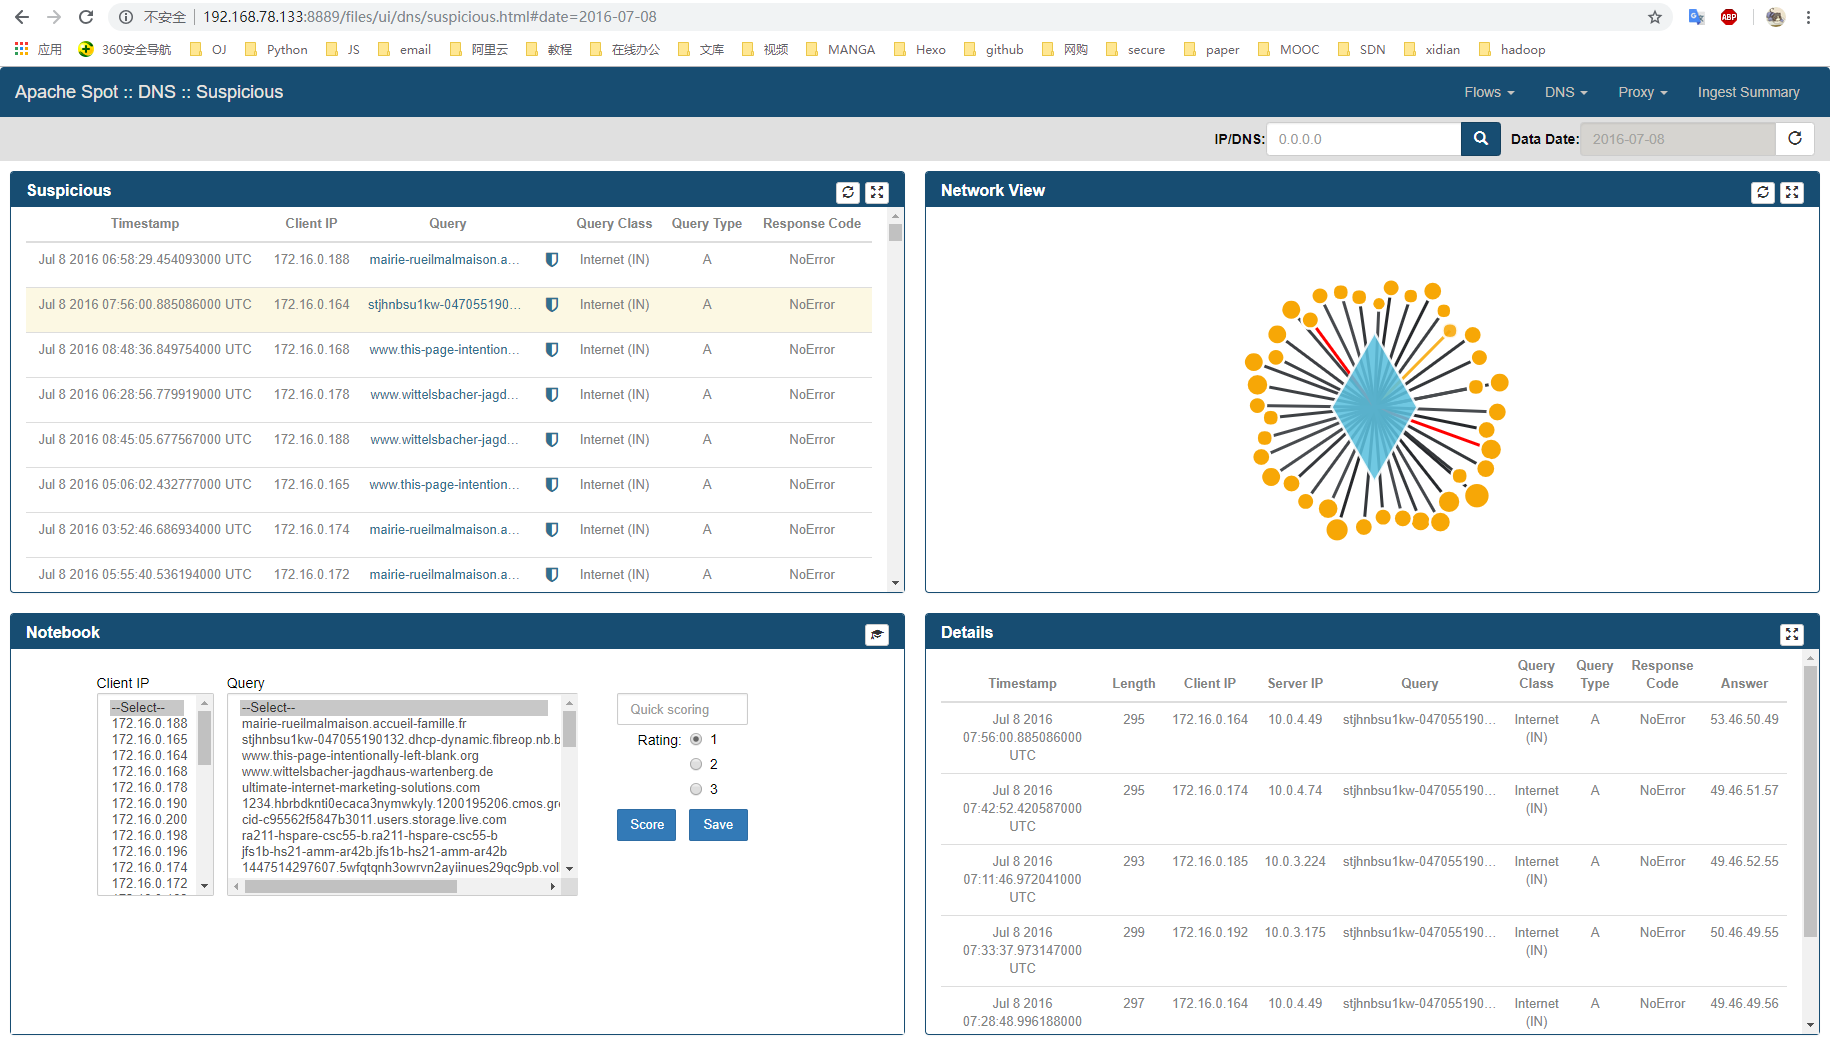 不安全 192.168.78.133:8889/files/ui/dns/suspicious.html#date=2016-07-08
ABP
应用 360安全导航 OJ Python JS email 阿里云 教程 在线办公 文库 视频 MANGA Hexo github 网购 secure paper MOOC SDN xidian hadoop
Apache Spot :: DNS :: Suspicious Flows DNS Proxy Ingest Summary
IP/DNS: 0.0.0.0 Data Date: 2016-07-08
Suspicious
Timestamp Client IP Query Query Class Query Type Response Code
Jul 8 2016 06:58:29.454093000 UTC 172.16.0.188 mairie-rueilmalmaison.a... Internet (IN) A NoError
Jul 8 2016 07:56:00.885086000 UTC 172.16.0.164 stjhnbsu1kw-047055190... Internet (IN) A NoError
Jul 8 2016 08:48:36.849754000 UTC 172.16.0.168 www.this-page-intention... Internet (IN) A NoError
Jul 8 2016 06:28:56.779919000 UTC 172.16.0.178 www.wittelsbacher-jagd... Internet (IN) A NoError
Jul 8 2016 08:45:05.677567000 UTC 172.16.0.188 www.wittelsbacher-jagd... Internet (IN) A NoError
Jul 8 2016 05:06:02.432777000 UTC 172.16.0.165 www.this-page-intention... Internet (IN) A NoError
Jul 8 2016 03:52:46.686934000 UTC 172.16.0.174 mairie-rueilmalmaison.a... Internet (IN) A NoError
Jul 8 2016 05:55:40.536194000 UTC 172.16.0.172 mairie-rueilmalmaison.a... Internet (IN) A NoError
Network View
Notebook
Client IP
--Select--
172.16.0.188
172.16.0.165
172.16.0.164
172.16.0.168
172.16.0.178
172.16.0.190
172.16.0.200
172.16.0.198
172.16.0.196
172.16.0.174
172.16.0.172
Query
--Select--
mairie-rueilmalmaison.accueil-famille.fr
stjhnbsu1kw-047055190132.dhcp-dynamic.fibreop.nb.b
www.this-page-intentionally-left-blank.org
www.wittelsbacher-jagdhaus-wartenberg.de
ultimate-internet-marketing-solutions.com
1234.hbrbdknti0ecaca3nymwkyly.1200195206.cmos.gr
cid-c95562f5847b3011.users.storage.live.com
ra211-hspare-csc55-b.ra211-hspare-csc55-b
jfs1b-hs21-amm-ar42b.jfs1b-hs21-amm-ar42b
1447514297607.5wfqtqnh3owrvn2ayiinues29qc9pb.vol
Quick scoring
Rating: 1
2
3
Score Save
Details
Timestamp Length Client IP Server IP Query Query Class Query Type Response Code Answer
Jul 8 2016 07:56:00.885086000 UTC 295 172.16.0.164 10.0.4.49 stjhnbsu1kw-047055190... Internet (IN) A NoError 53.46.50.49
Jul 8 2016 07:42:52.420587000 UTC 295 172.16.0.174 10.0.4.74 stjhnbsu1kw-047055190... Internet (IN) A NoError 49.46.51.57
Jul 8 2016 07:11:46.972041000 UTC 293 172.16.0.185 10.0.3.224 stjhnbsu1kw-047055190... Internet (IN) A NoError 49.46.52.55
Jul 8 2016 07:33:37.973147000 UTC 299 172.16.0.192 10.0.3.175 stjhnbsu1kw-047055190... Internet (IN) A NoError 50.46.49.55
Jul 8 2016 07:28:48.996188000 297 172.16.0.164 10.0.4.49 stjhnbsu1kw-047055190... Internet (IN) A NoError 49.46.49.56